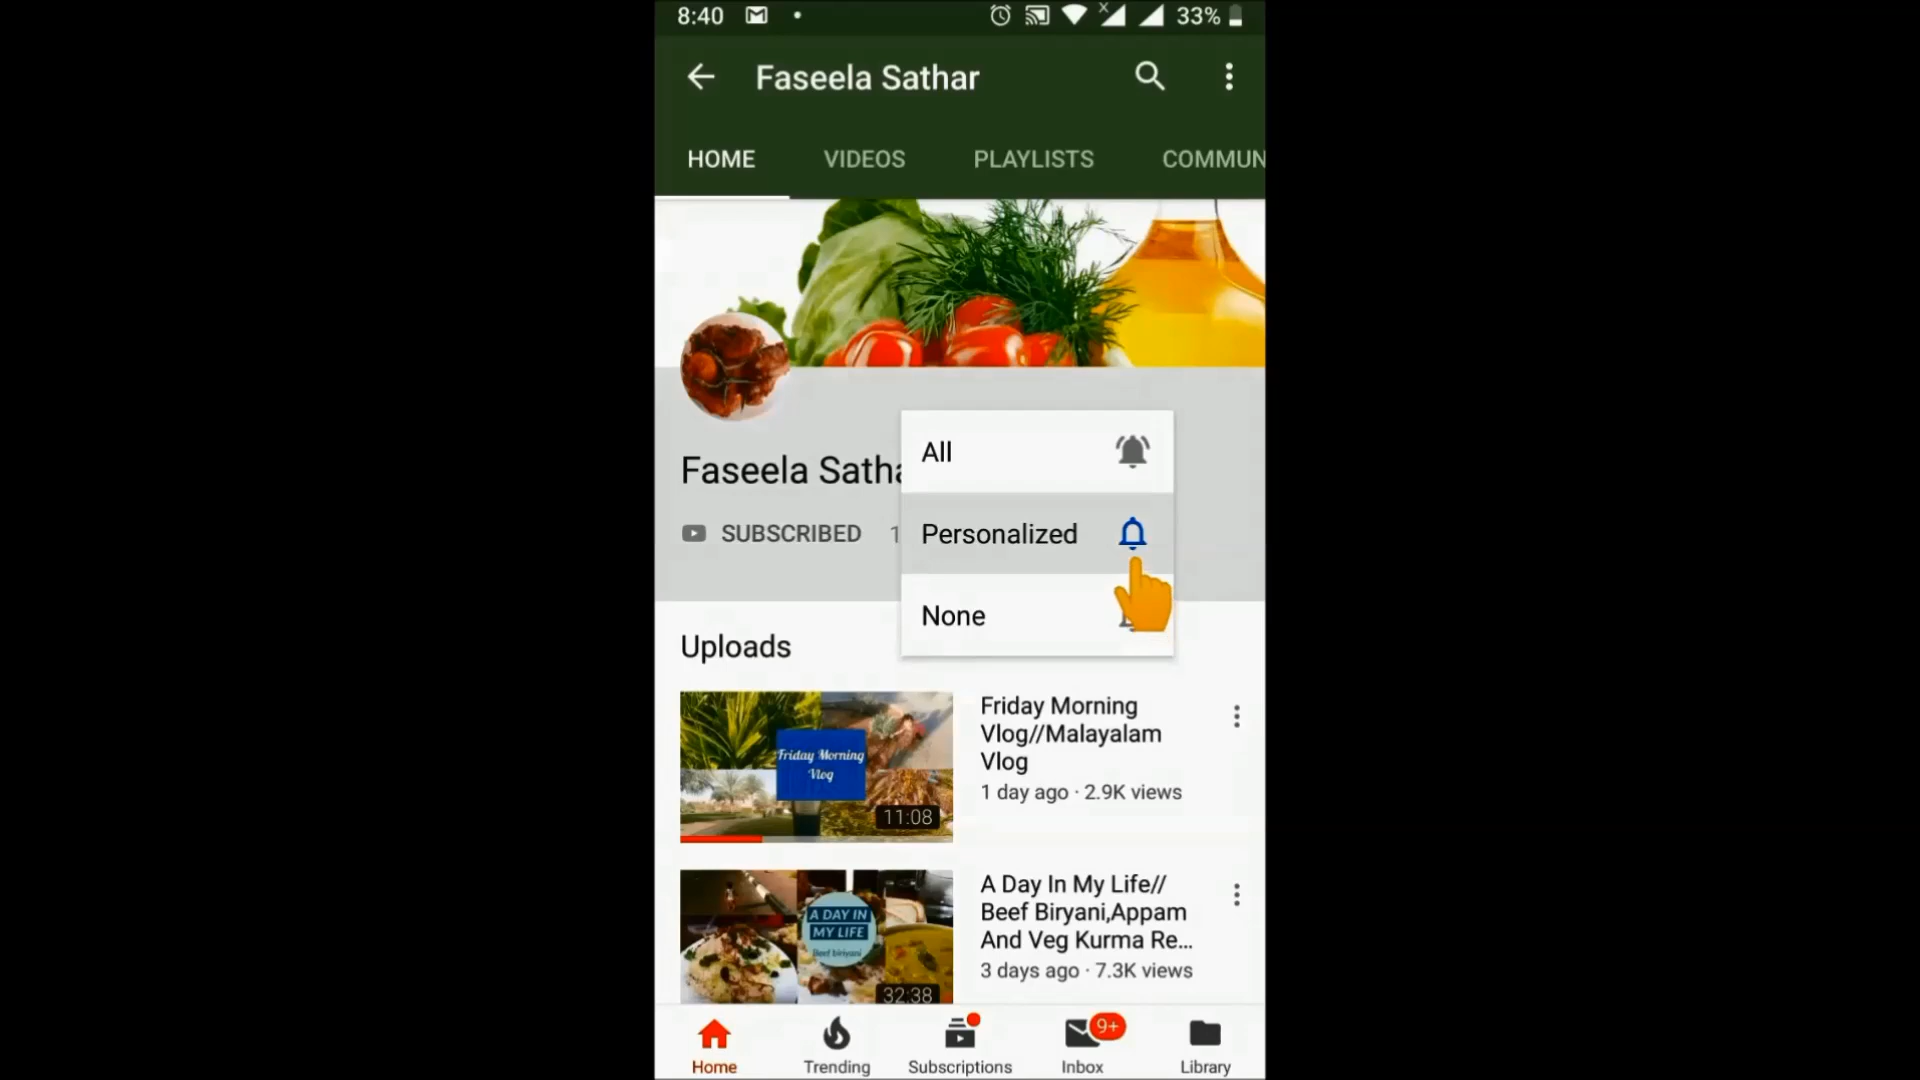 8:40
33%
Faseela Sathar
HOME VIDEOS PLAYLISTS COMMUN
All
Faseela Satha
Personalized
SUBSCRIBED 1
None
Uploads
Friday Morning
Vlog//Malayalam
Vlog
1 day ago · 2.9K views
Friday Morning
Vlog
11:08
A Day In My Life//
Beef Biryani,Appam
And Veg Kurma Re...
3 days ago · 7.3K views
A DAY IN
MY LIFE
Beef biriyani
32:38
9+
Home Trending Subscriptions Inbox Library